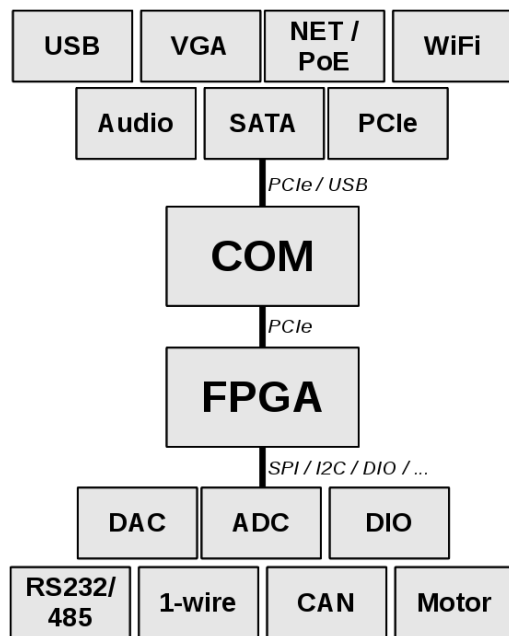 USB
VGA
NET /
PoE
WiFi
Audio
SATA
PCIe
PCIe / USB
COM
PCIe
FPGA
SPI / I2C / DIO / ...
DAC
ADC
DIO
RS232/
485
1-wire
CAN
Motor